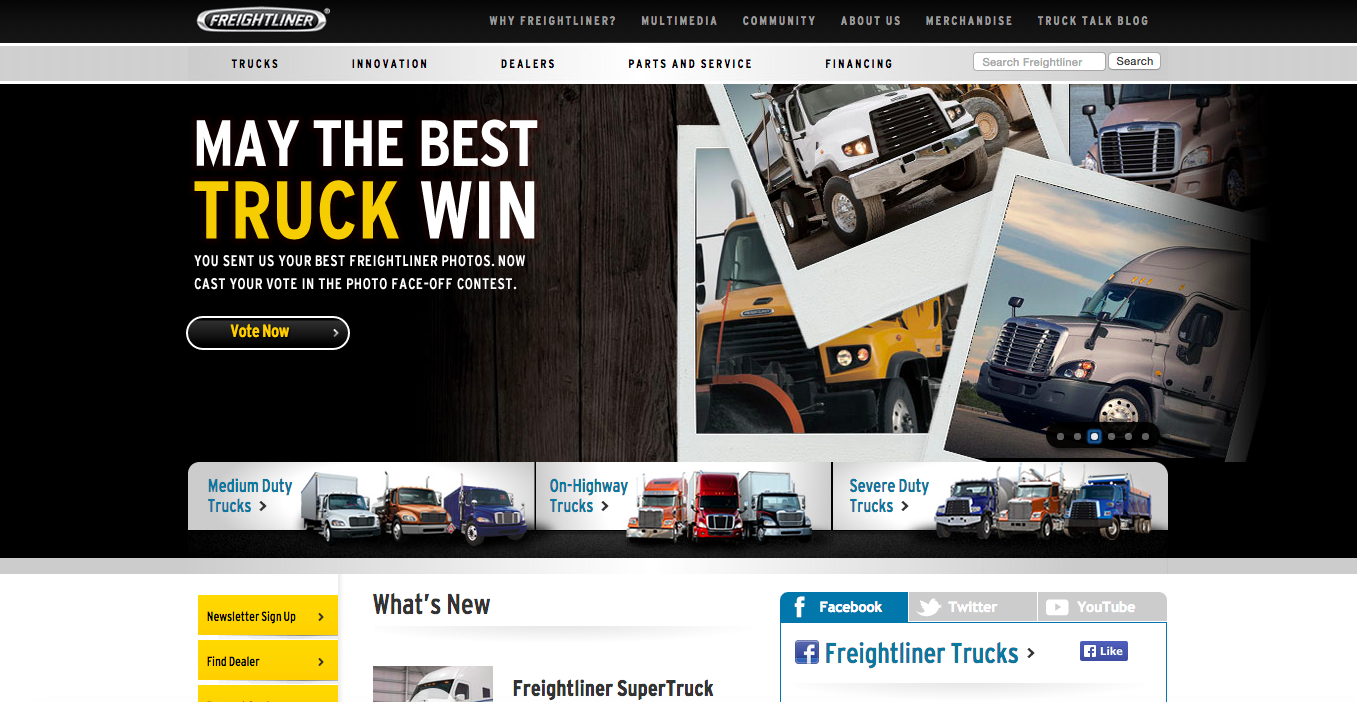 FREIGHTLINER®
WHY FREIGHTLINER? MULTIMEDIA COMMUNITY ABOUT US MERCHANDISE TRUCK TALK BLOG
TRUCKS INNOVATION DEALERS PARTS AND SERVICE FINANCING Search Freightliner Search
MAY THE BEST
TRUCK WIN
YOU SENT US YOUR BEST FREIGHTLINER PHOTOS. NOW
CAST YOUR VOTE IN THE PHOTO FACE-OFF CONTEST.
Vote Now
FREIGHTLINER
Medium Duty
Trucks
On-Highway
Trucks
Severe Duty
Trucks
Newsletter Sign Up
Find Dealer
What's New
Freightliner SuperTruck
Facebook Twitter YouTube
Freightliner Trucks Like